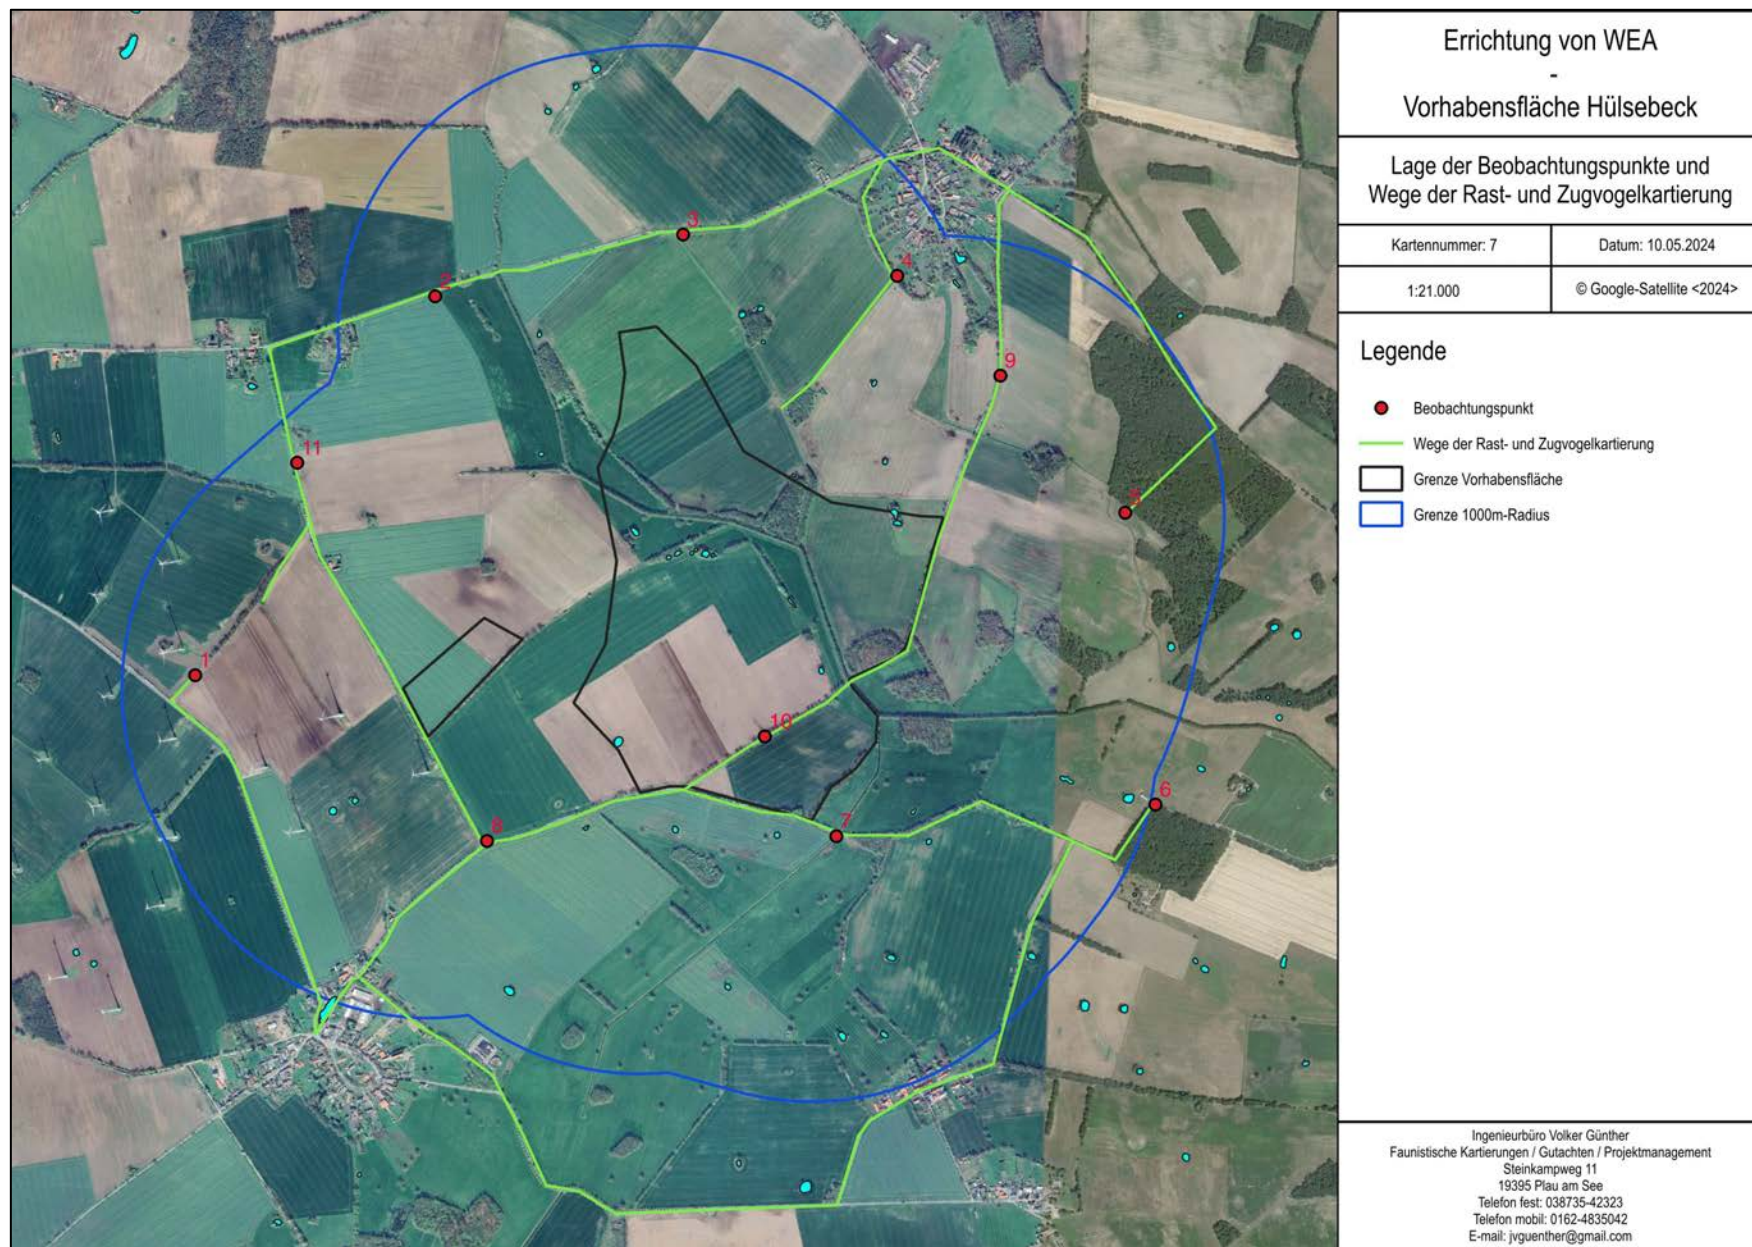 Errichtung von WEA
-
Vorhabensfläche Hülsebeck
Lage der Beobachtungspunkte und
Wege der Rast- und Zugvogelkartierung
Kartennummer: 7
Datum: 10.05.2024
1:21.000
© Google-Satellite <2024>
Legende
Beobachtungspunkt
Wege der Rast- und Zugvogelkartierung
Grenze Vorhabensfläche
Grenze 1000m-Radius
3
4
2
9
11
5
1
10
6
7
8
Ingenieurbüro Volker Günther
Faunistische Kartierungen / Gutachten / Projektmanagement
Steinkampweg 11
19395 Plau am See
Telefon fest: 038735-42323
Telefon mobil: 0162-4835042
E-mail: jvguenther@gmail.com